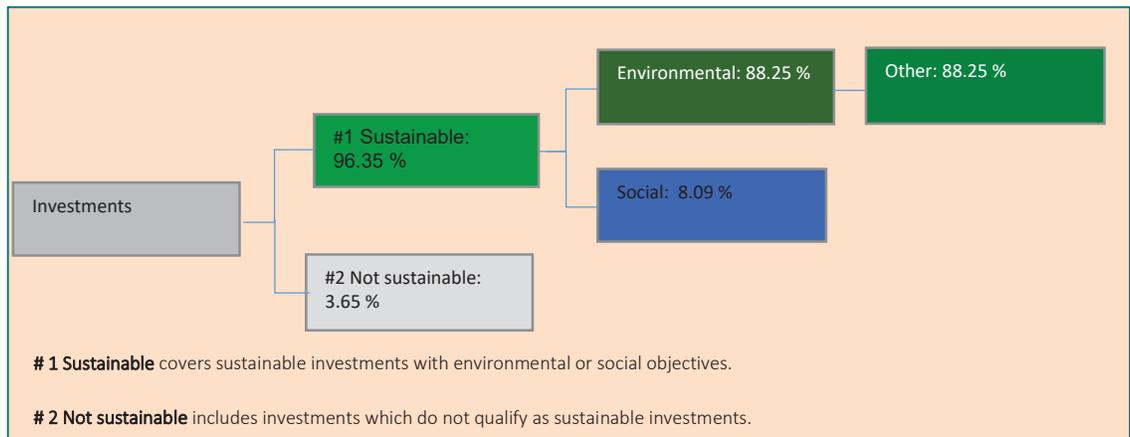 Investments
#1 Sustainable:
96.35 %
#2 Not sustainable:
3.65 %
Environmental: 88.25 %
Social:  8.09 %
Other: 88.25 %
# 1 Sustainable covers sustainable investments with environmental or social objectives.
# 2 Not sustainable includes investments which do not qualify as sustainable investments.